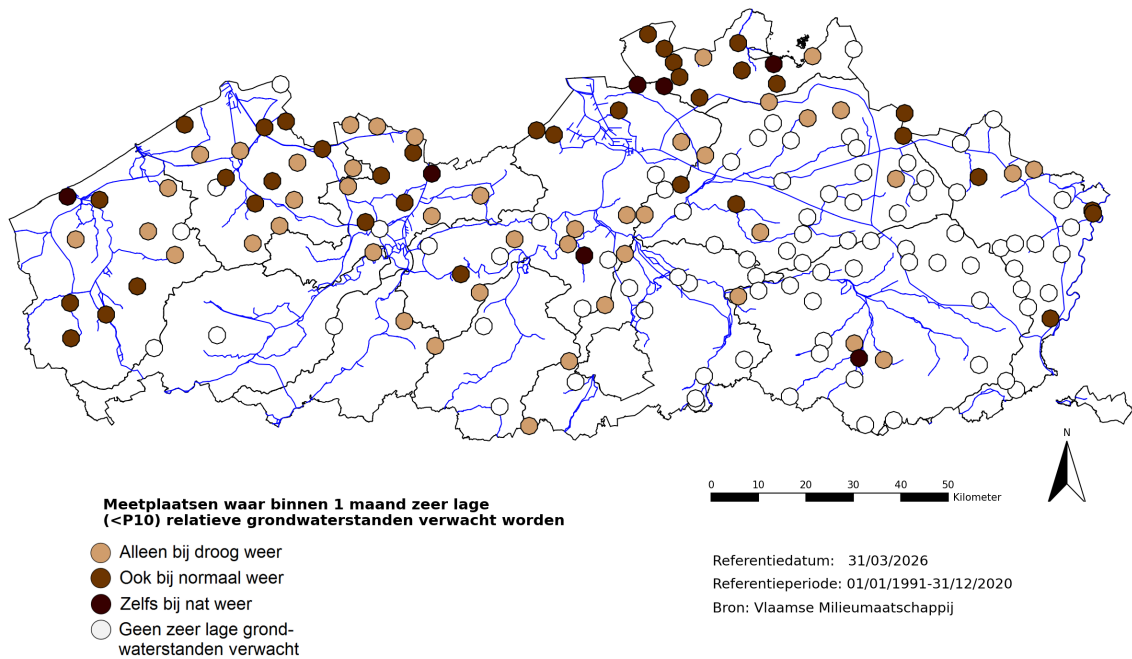 N
0 10 20 30 40 50
Kilometer
Meetplaatsen waar binnen 1 maand zeer lage
(<P10) relatieve grondwaterstanden verwacht worden
Alleen bij droog weer
Ook bij normaal weer
Zelfs bij nat weer
Geen zeer lage grond-
waterstanden verwacht
Referentiedatum: 31/03/2026
Referentieperiode: 01/01/1991-31/12/2020
Bron: Vlaamse Milieumaatschappij